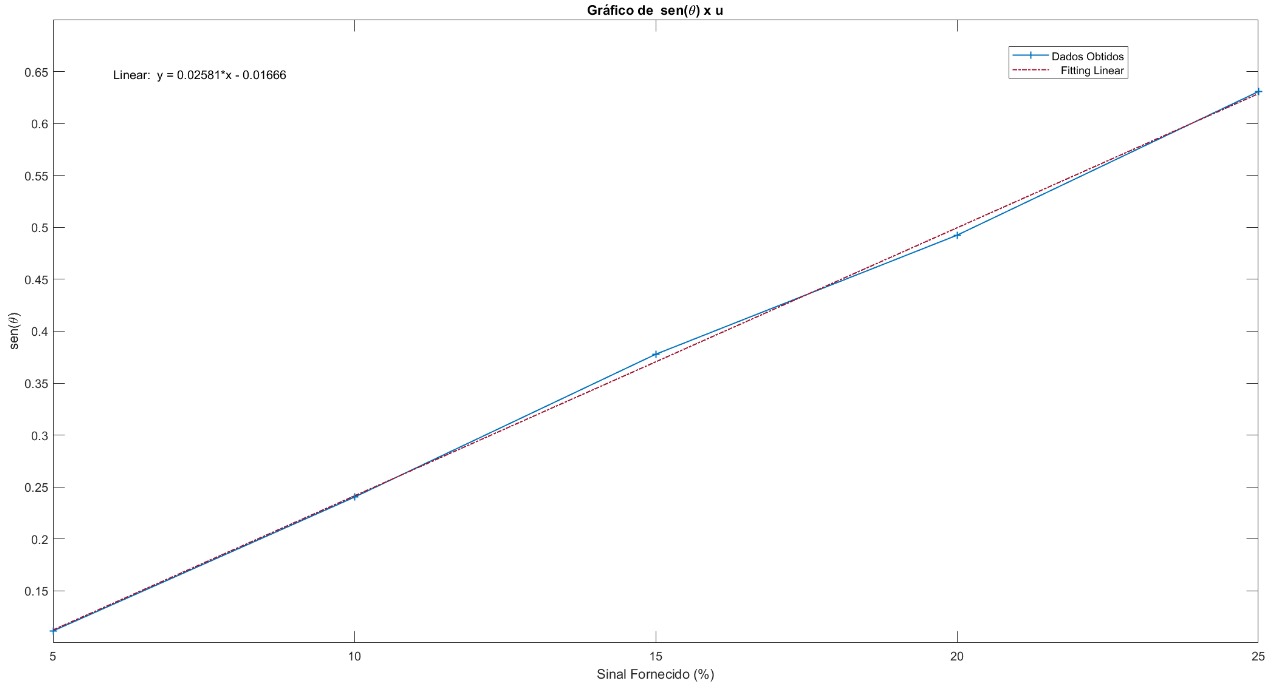 Gráfico de sen(θ) x u
Linear: y = 0.02581*x - 0.01666
Dados Obtidos
Fitting Linear
0.65
0.6
0.55
0.5
0.45
0.4
0.35
0.3
0.25
0.2
0.15
sen(θ)
5 10 15 20 25
Sinal Fornecido (%)